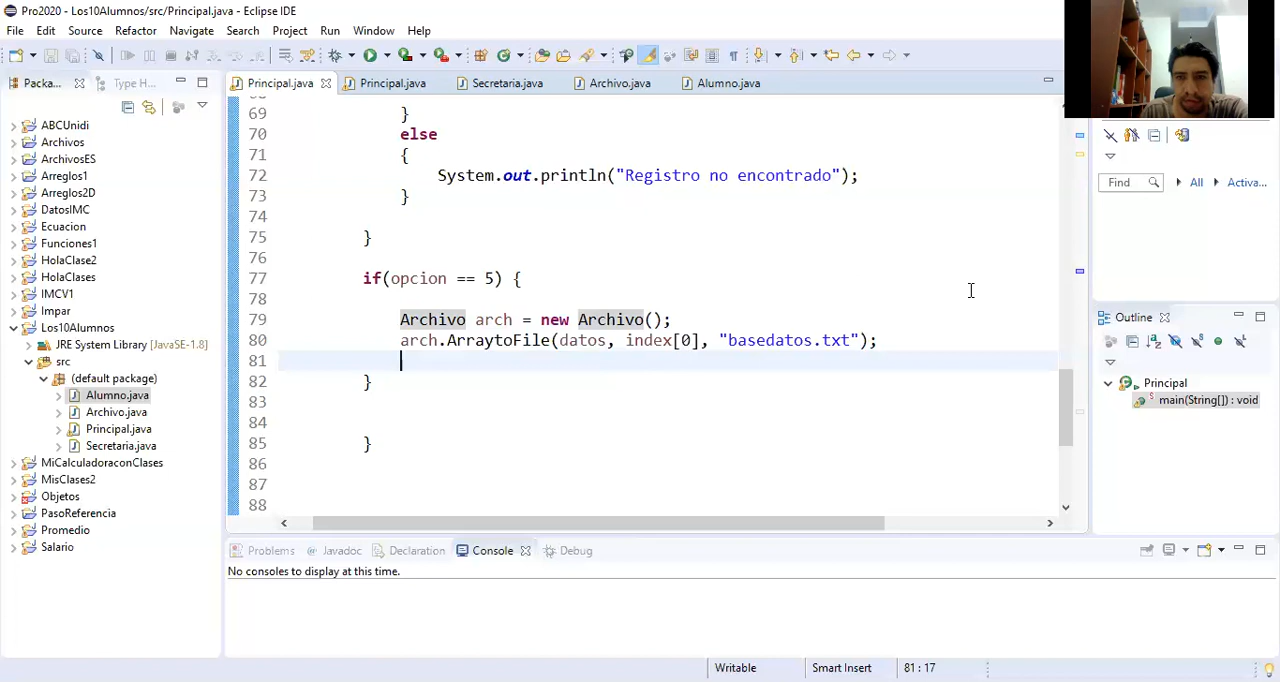 Pro2020 - Los10Alumnos/src/Principal.java - Eclipse IDE
File Edit Source Refactor Navigate Search Project Run Window Help
Packa... Type H...
Principal.java Principal.java Secretaria.java Archivo.java Alumno.java
ABCUnidi
Archivos
ArchivosES
Arreglos1
Arreglos2D
DatosIMC
Ecuacion
Funciones1
HolaClase2
HolaClases
IMCV1
Impar
Los10Alumnos
JRE System Library [JavaSE-1.8]
src
(default package)
Alumno.java
Archivo.java
Principal.java
Secretaria.java
MiCalculadoraconClases
MisClases2
Objetos
PasoReferencia
Promedio
Salario
69 }
70 else
71 {
72 System.out.println("Registro no encontrado");
73 }
74
75 }
76
77 if(opcion == 5) {
78
79 Archivo arch = new Archivo();
80 arch.ArraytoFile(datos, index[0], "basedatos.txt");
81
82 }
83
84
85 }
86
87
88
Find All Activa...
Outline
Principal
main(String[]) : void
Problems Javadoc Declaration Console Debug
No consoles to display at this time.
Writable Smart Insert 81 : 17